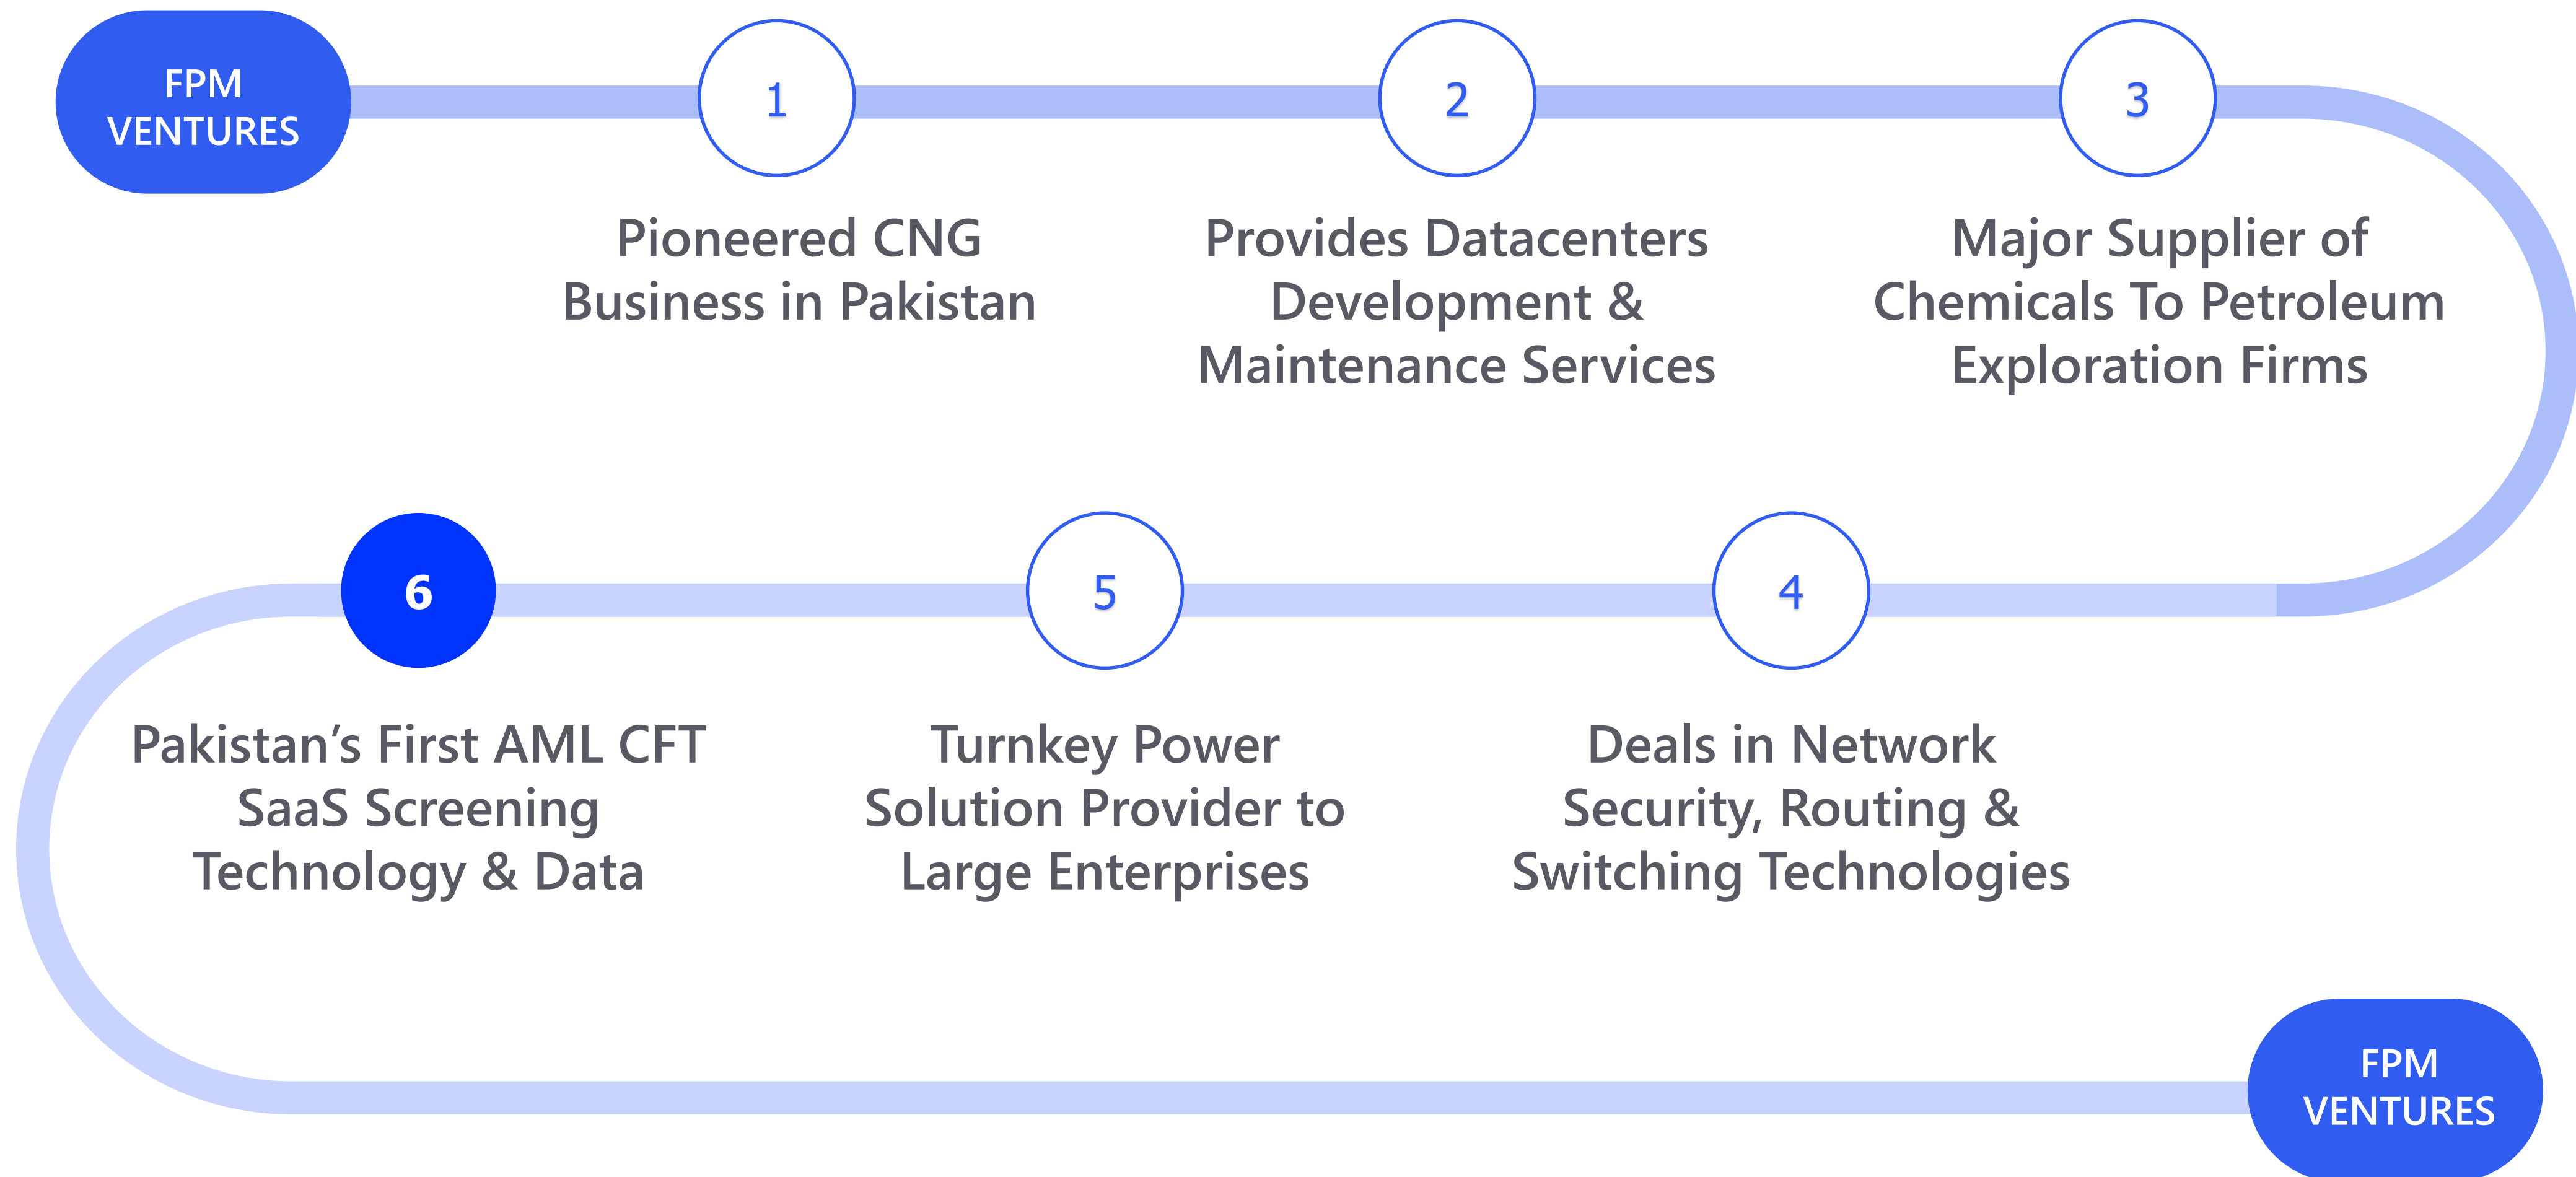 FPM
VENTURES
1
Pioneered CNG
Business in Pakistan
2
Provides Datacenters
Development &
Maintenance Services
3
Major Supplier of
Chemicals To Petroleum
Exploration Firms
4
Deals in Network
Security, Routing &
Switching Technologies
5
Turnkey Power
Solution Provider to
Large Enterprises
6
Pakistan’s First AML CFT
SaaS Screening
Technology & Data
FPM
VENTURES